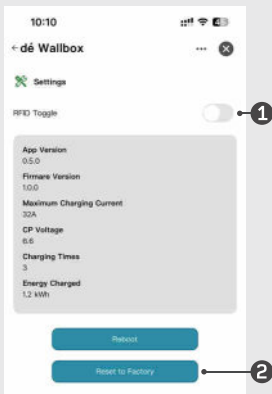 10:10
dé Wallbox
Settings
RFID Toggle
1
App Version
0.5.0
Firmare Version
1.0.0
Maximum Charging Current
32A
CP Voltage
6.6
Charging Times
3
Energy Charged
1.2 kWh
Reboot
Reset to Factory
2